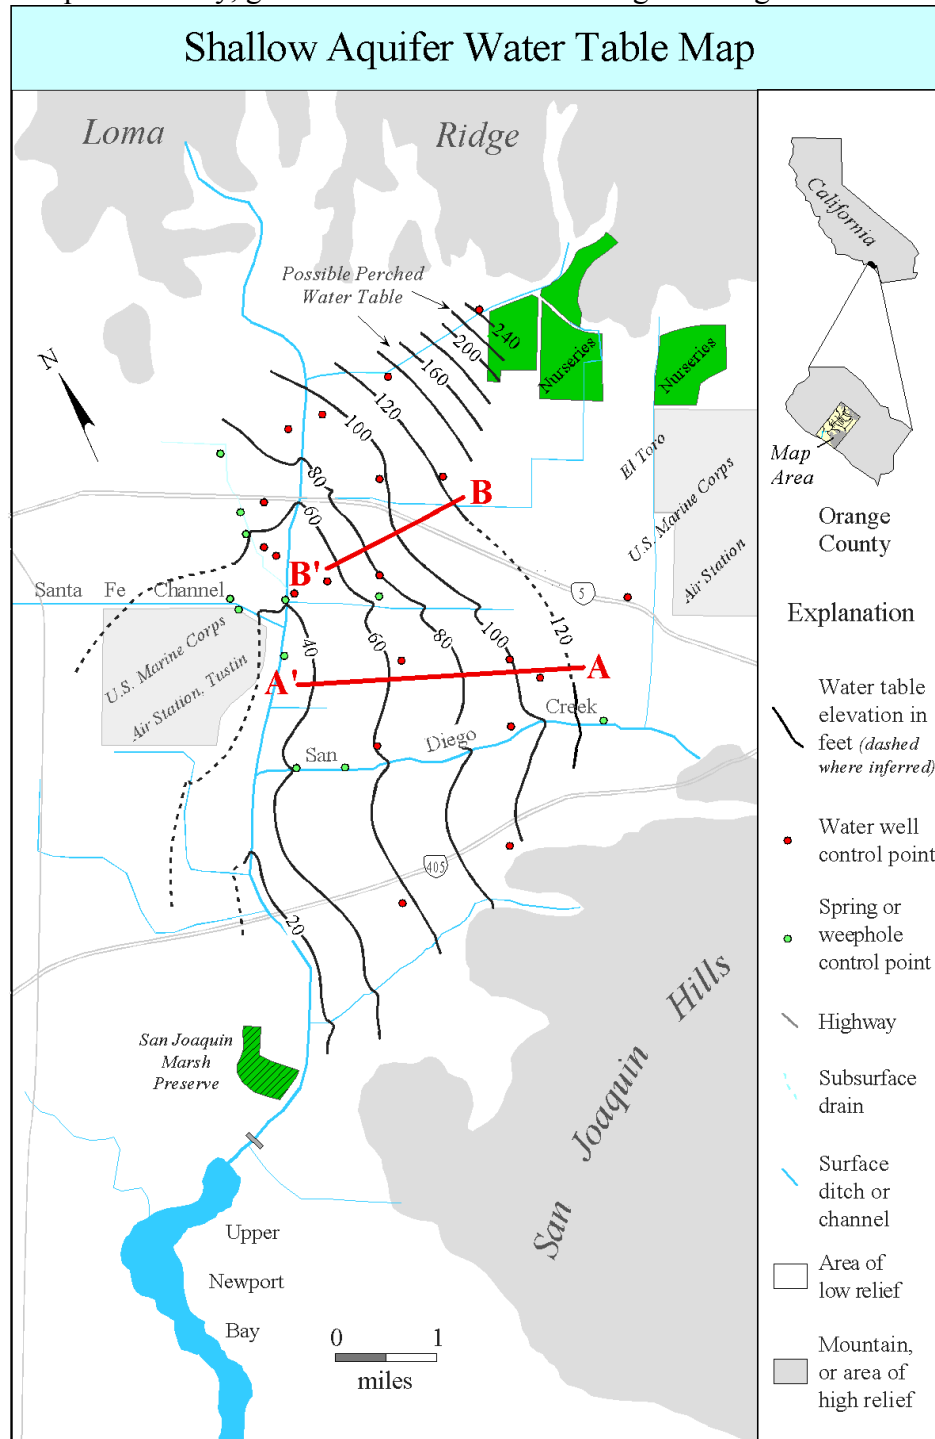 Shallow Aquifer Water Table Map
Loma Ridge
Possible Perched
Water Table
N
240
200
160
120
100
80
60
Nurseries
Nurseries
El Toro
U.S. Marine Corps
Air Station
B
B'
5
Santa Fe Channel
U.S. Marine Corps
Air Station, Tustin
40
60
80
100
120
A
A'
San Diego Creek
405
20
San Joaquin
Marsh
Preserve
San Joaquin Hills
Upper
Newport
Bay
0 1
miles
California
Map
Area
Orange
County
Explanation
Water table
elevation in
feet (dashed
where inferred)
Water well
control point
Spring or
weephole
control point
Highway
Subsurface
drain
Surface
ditch or
channel
Area of
low relief
Mountain,
or area of
high relief